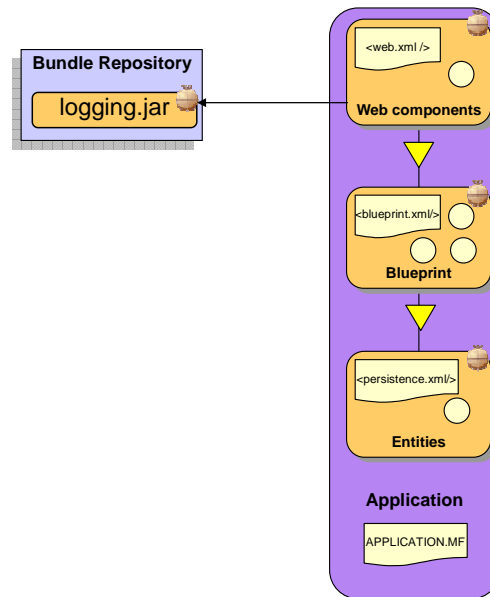 Bundle Repository
logging.jar
<web.xml />
Web components
<blueprint.xml/>
Blueprint
<persistence.xml/>
Entities
Application
APPLICATION.MF